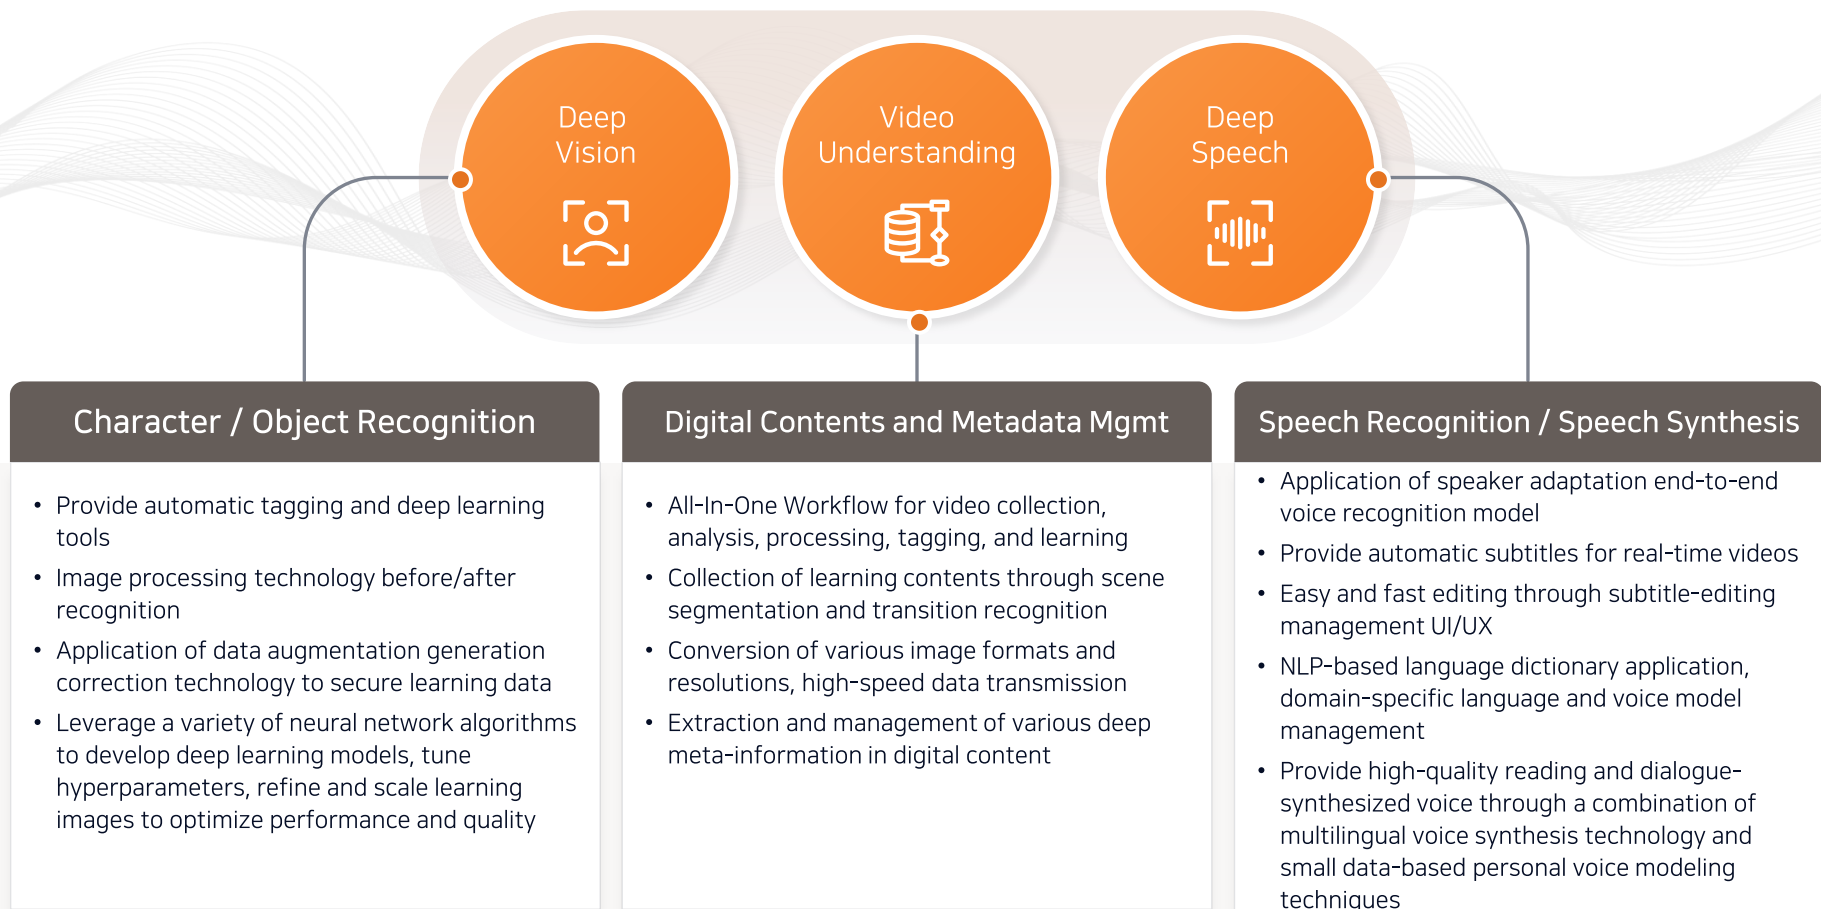 Deep
Vision
Video
Understanding
Deep
Speech
Character / Object Recognition
• Provide automatic tagging and deep learning
tools
• Image processing technology before/after
recognition
• Application of data augmentation generation
correction technology to secure learning data
• Leverage a variety of neural network algorithms
to develop deep learning models, tune
hyperparameters, refine and scale learning
images to optimize performance and quality
Digital Contents and Metadata Mgmt
• All-In-One Workflow for video collection,
analysis, processing, tagging, and learning
• Collection of learning contents through scene
segmentation and transition recognition
• Conversion of various image formats and
resolutions, high-speed data transmission
• Extraction and management of various deep
meta-information in digital content
Speech Recognition / Speech Synthesis
• Application of speaker adaptation end-to-end
voice recognition model
• Provide automatic subtitles for real-time videos
• Easy and fast editing through subtitle-editing
management UI/UX
• NLP-based language dictionary application,
domain-specific language and voice model
management
• Provide high-quality reading and dialogue-
synthesized voice through a combination of
multilingual voice synthesis technology and
small data-based personal voice modeling
techniques